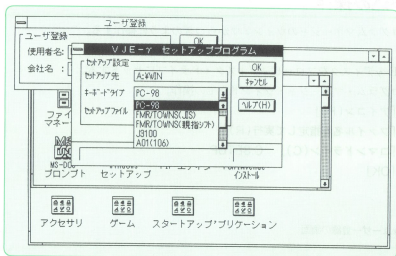 ユーザ登録
ユーザ登録
OK
使用者名:
会社名 :
VJE-γ セットアッププログラム
セットアップ設定
セットアップ先
A:¥WIN
OK
キャンセル
キーボードタイプ
PC-98
ヘルプ(H)
セットアップファイル
PC-98
FMR/TOWNS(JIS)
FMR/TOWNS(親指シフト)
J3100
A01(106)
ファイ
マネー
MS-DOS
プロンプト
セットアップ
インストール
アクセサリ
ゲーム
スタートアップ
プリケーション